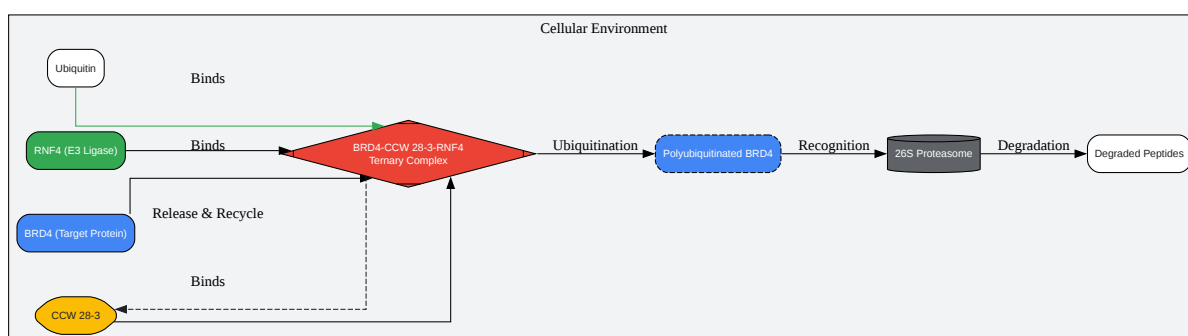 Cellular Environment
Ubiquitin
Binds
RNF4 (E3 Ligase)
Binds
BRD4-CCW 28-3-RNF4
Ternary Complex
Ubiquitination
Polyubiquitinated BRD4
Recognition
26S Proteasome
Degradation
Degraded Peptides
Release & Recycle
BRD4 (Target Protein)
Binds
CCW 28-3